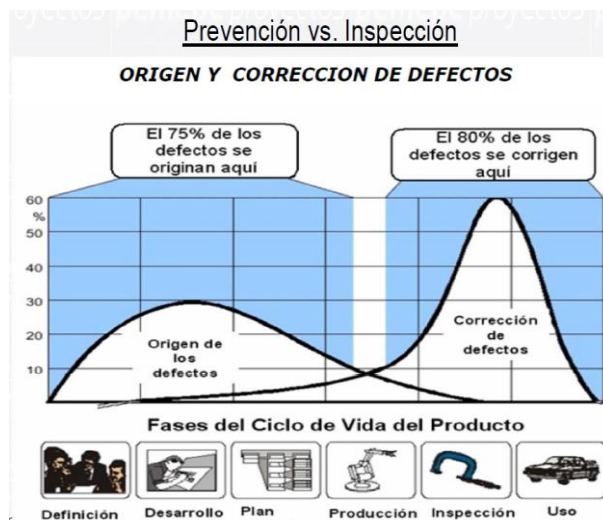 Prevención vs. Inspección
ORIGEN Y CORRECCION DE DEFECTOS
El 75% de los
defectos se
originan aquí
El 80% de los
defectos se corrigen
aquí
60
%
50
40
30
20
10
Origen de
los
defectos
Corrección
de
defectos
Fases del Ciclo de Vida del Producto
Definición Desarrollo Plan Producción Inspección Uso